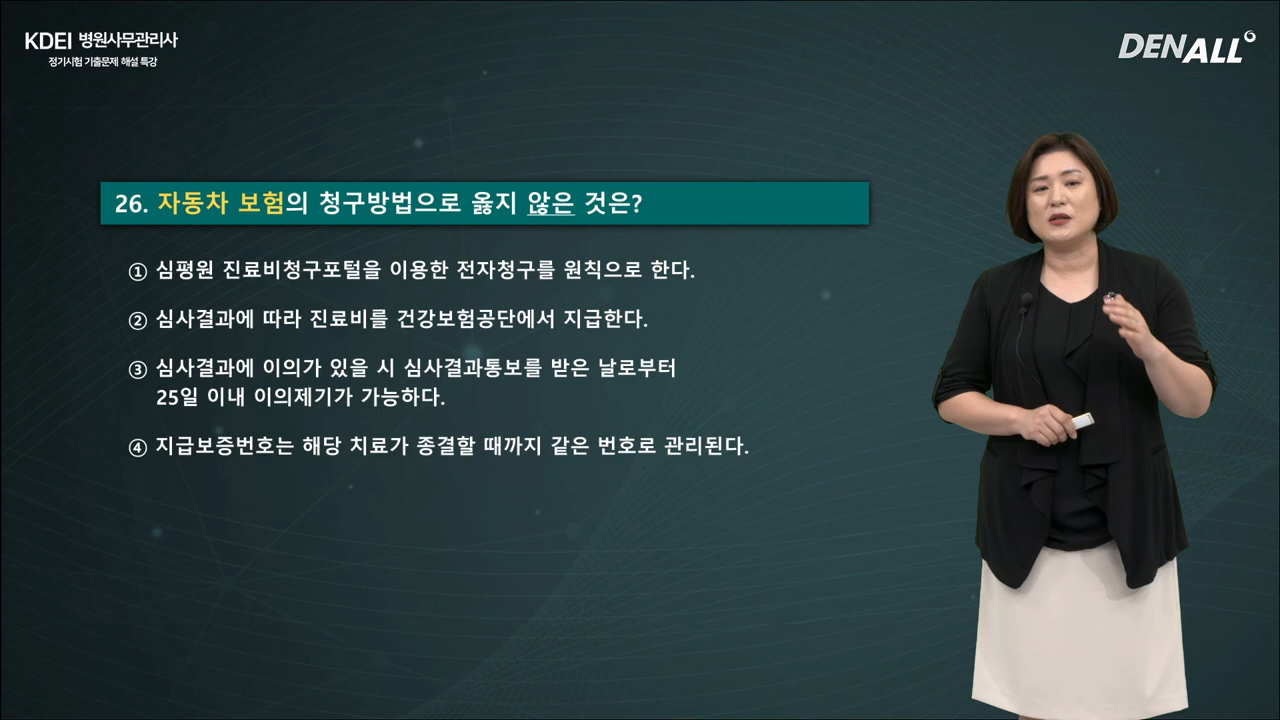 KDEI 병원사무관리사
정기시험 기출문제 해설 특강
DENALL
26. 자동차 보험의 청구방법으로 옳지 않은 것은?
① 심평원 진료비청구포털을 이용한 전자청구를 원칙으로 한다.
② 심사결과에 따라 진료비를 건강보험공단에서 지급한다.
③ 심사결과에 이의가 있을 시 심사결과통보를 받은 날로부터
25일 이내 이의제기가 가능하다.
④ 지급보증번호는 해당 치료가 종결할 때까지 같은 번호로 관리된다.